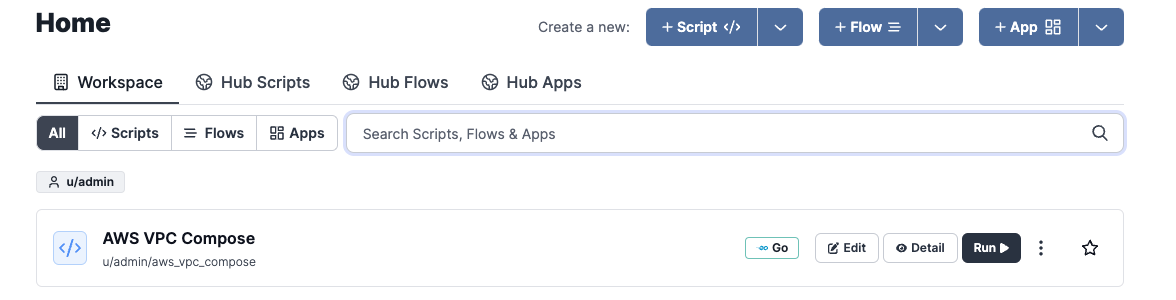 Home
Create a new:
+ Script </>
+ Flow
+ App
Workspace
Hub Scripts
Hub Flows
Hub Apps
All
</> Scripts
Flows
Apps
Search Scripts, Flows & Apps
u/admin
</>
AWS VPC Compose
u/admin/aws_vpc_compose
GO Go
Edit
Detail
Run